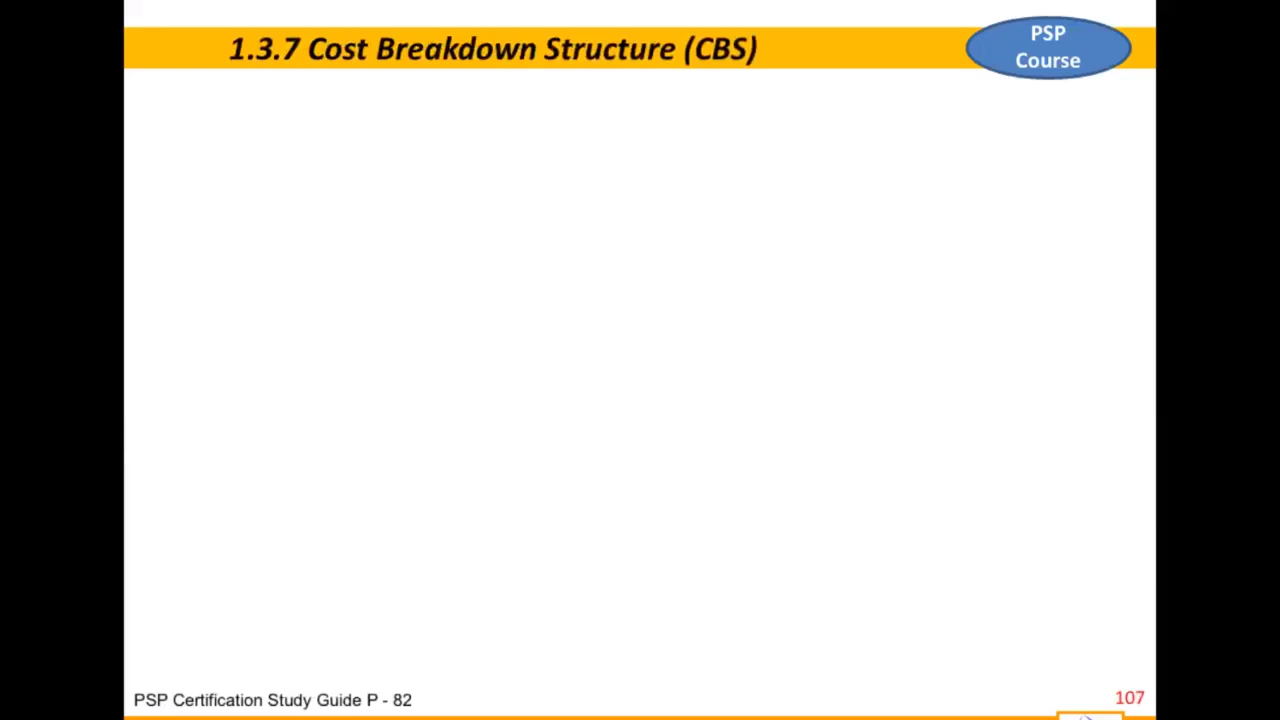 1.3.7 Cost Breakdown Structure (CBS)
PSP
Course
PSP Certification Study Guide P - 82
107